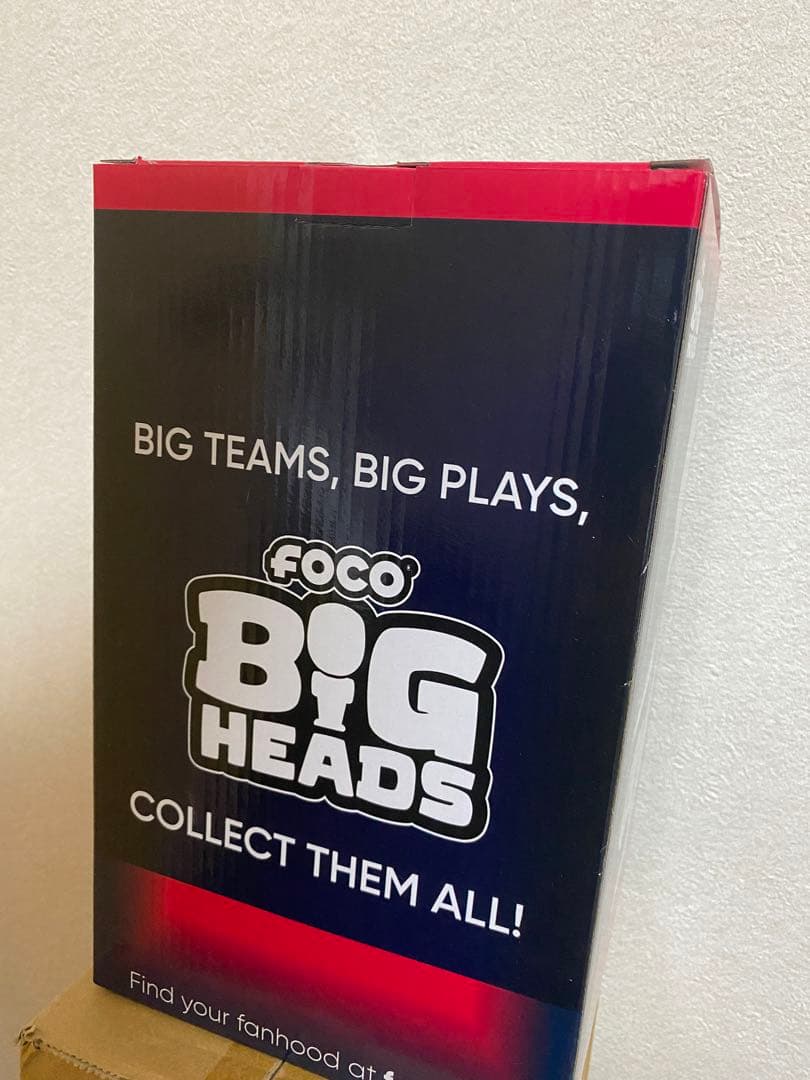 BIG TEAMS, BIG PLAYS,
FOCO
BIG
HEADS
COLLECT THEM ALL!
Find your fanhood at